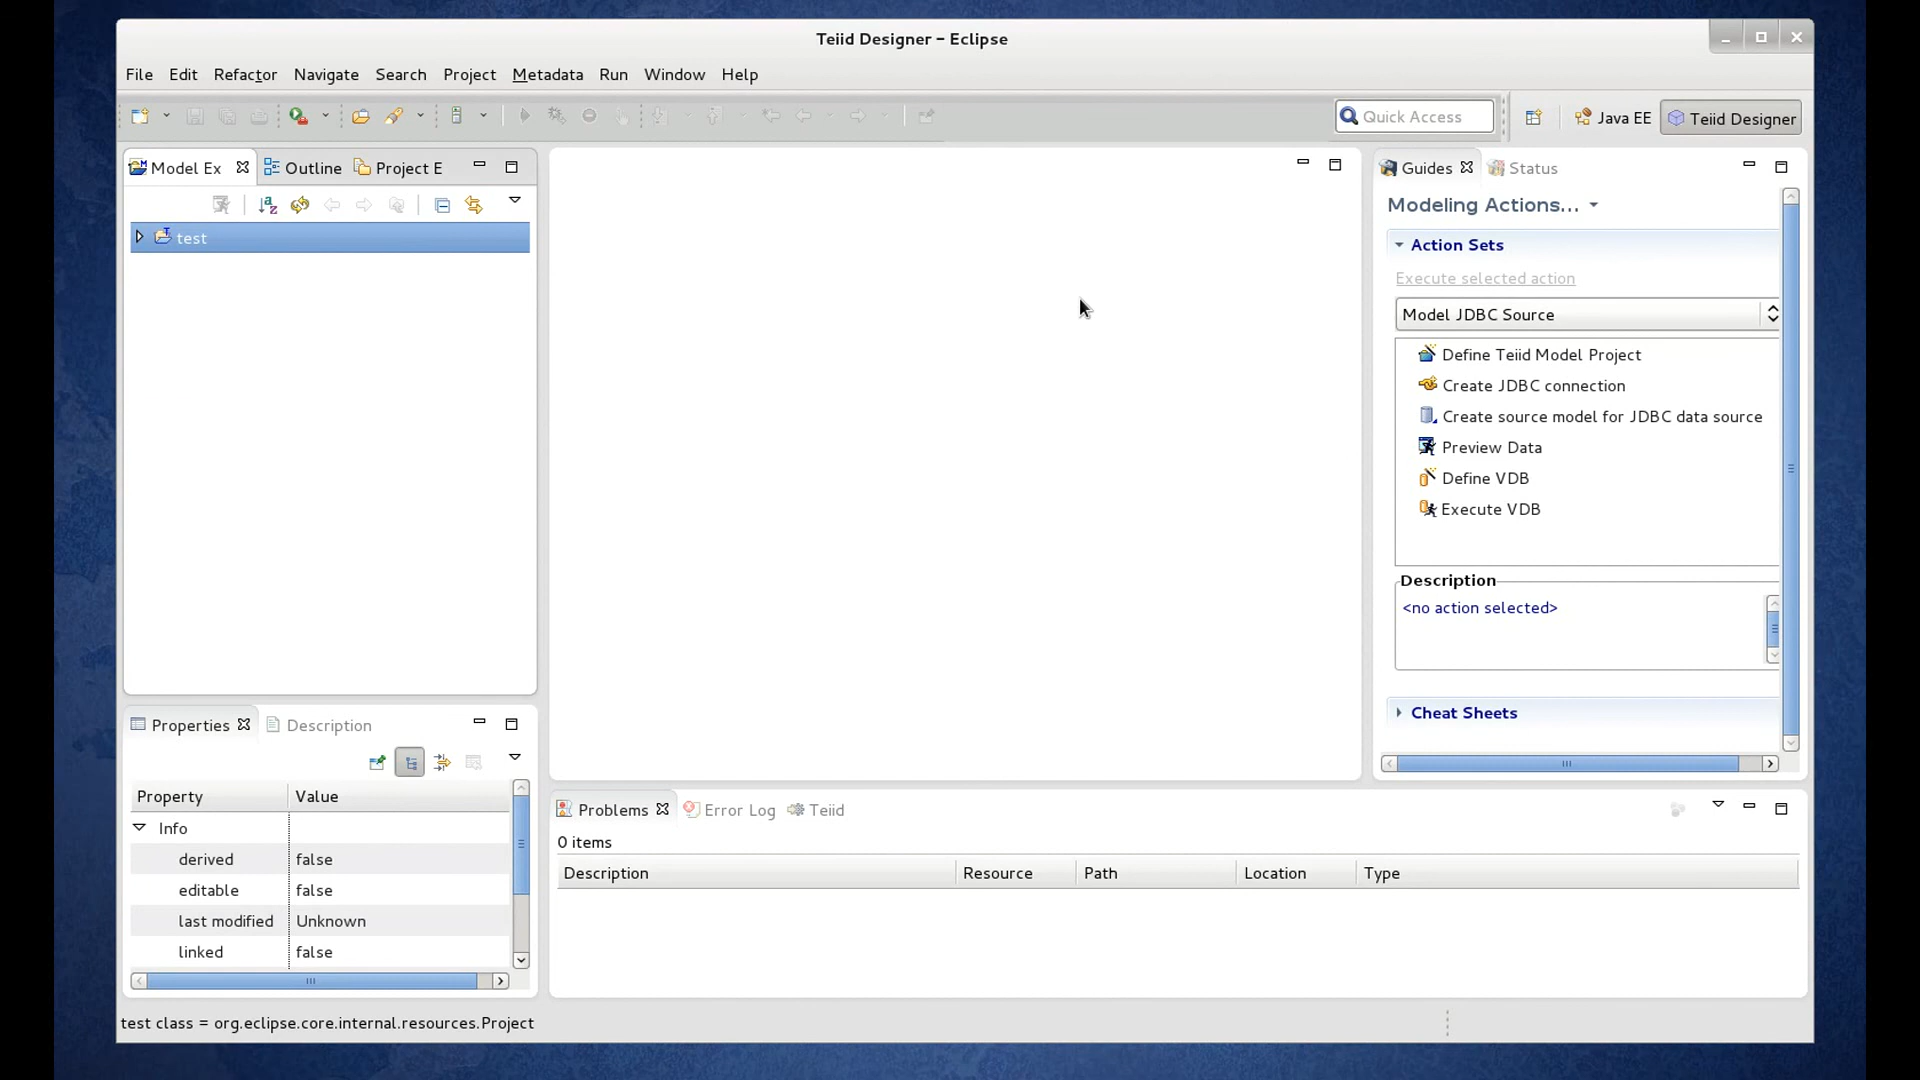 Teiid Designer - Eclipse
File Edit Refactor Navigate Search Project Metadata Run Window Help
Quick Access
Java EE
Teiid Designer
Model Ex
Outline
Project E
test
Guides
Status
Modeling Actions...
Action Sets
Execute selected action
Model JDBC Source
Define Teiid Model Project
Create JDBC connection
Create source model for JDBC data source
Preview Data
Define VDB
Execute VDB
Description
<no action selected>
Cheat Sheets
Properties
Description
Property Value
Info
derived false
editable false
last modified Unknown
linked false
Problems
Error Log
Teiid
0 items
Description Resource Path Location Type
test class = org.eclipse.core.internal.resources.Project